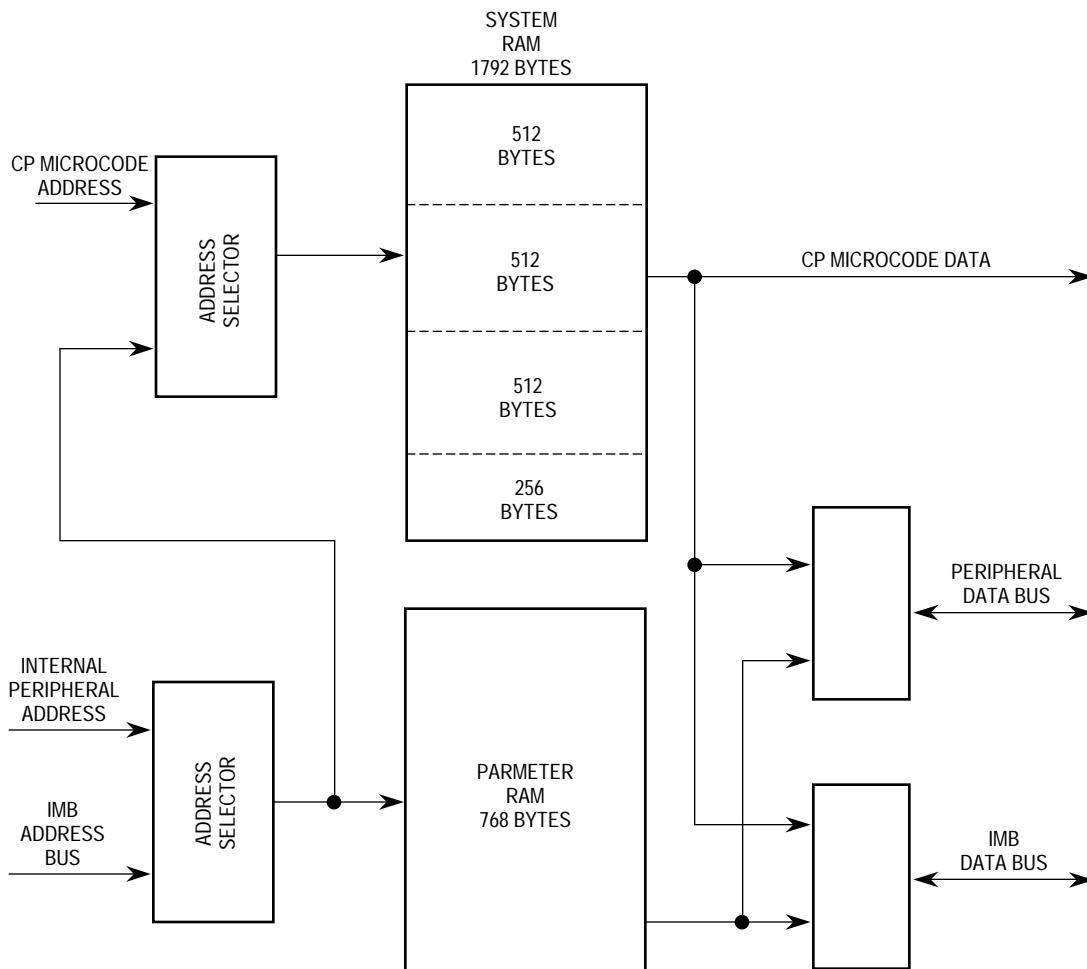 SYSTEM
RAM
1792 BYTES
512
BYTES
CP MICROCODE
ADDRESS
ADDRESS
SELECTOR
512
BYTES
CP MICROCODE DATA
512
BYTES
256
BYTES
PERIPHERAL
DATA BUS
INTERNAL
PERIPHERAL
ADDRESS
ADDRESS
SELECTOR
PARMETER
RAM
768 BYTES
IMB
ADDRESS
BUS
IMB
DATA BUS